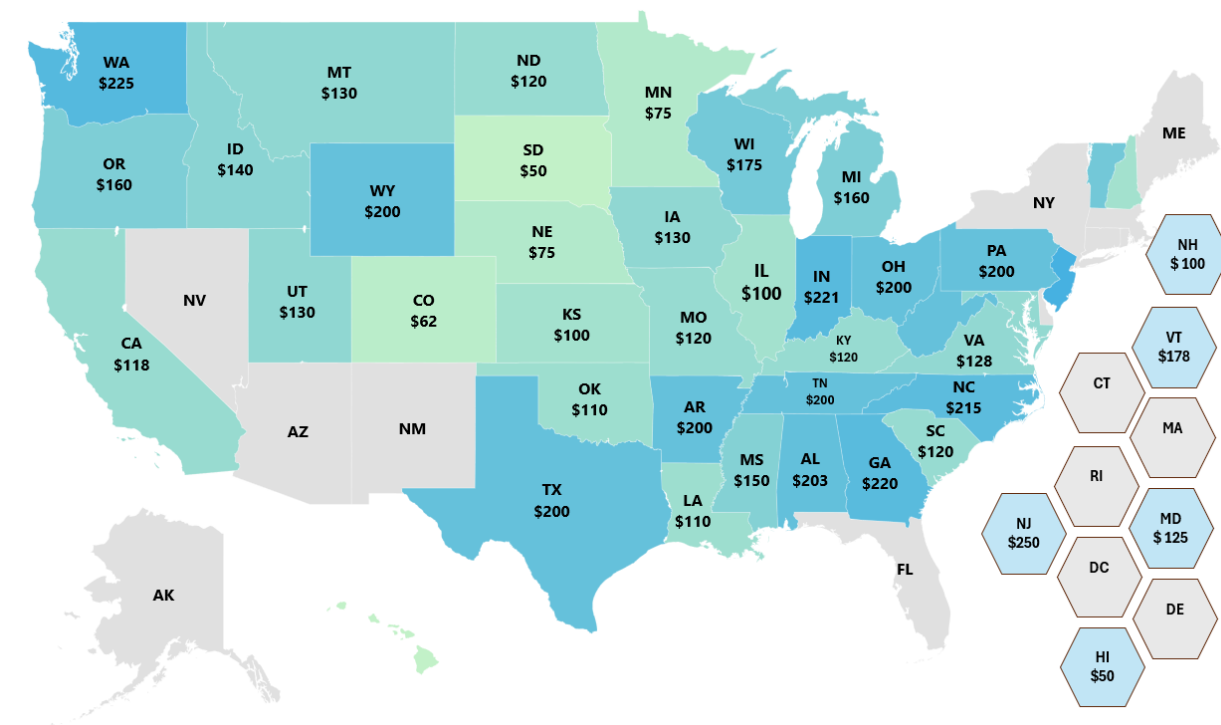 WA
$225
MT
$130
ND
$120
MN
$75
ME
OR
$160
ID
$140
SD
$50
WI
$175
MI
$160
WY
$200
NY
IA
$130
NE
$75
NH
$ 100
PA
$200
NV
UT
$130
CO
$62
IL
$100
IN
$221
OH
$200
KS
$100
MO
$120
CA
$118
KY
$120
VA
$128
VT
$178
CT
OK
$110
AR
$200
TN
$200
NC
$215
AZ
NM
SC
$120
MA
MS
$150
AL
$203
GA
$220
RI
TX
$200
LA
$110
NJ
$250
MD
$ 125
AK
FL
DC
DE
HI
$50